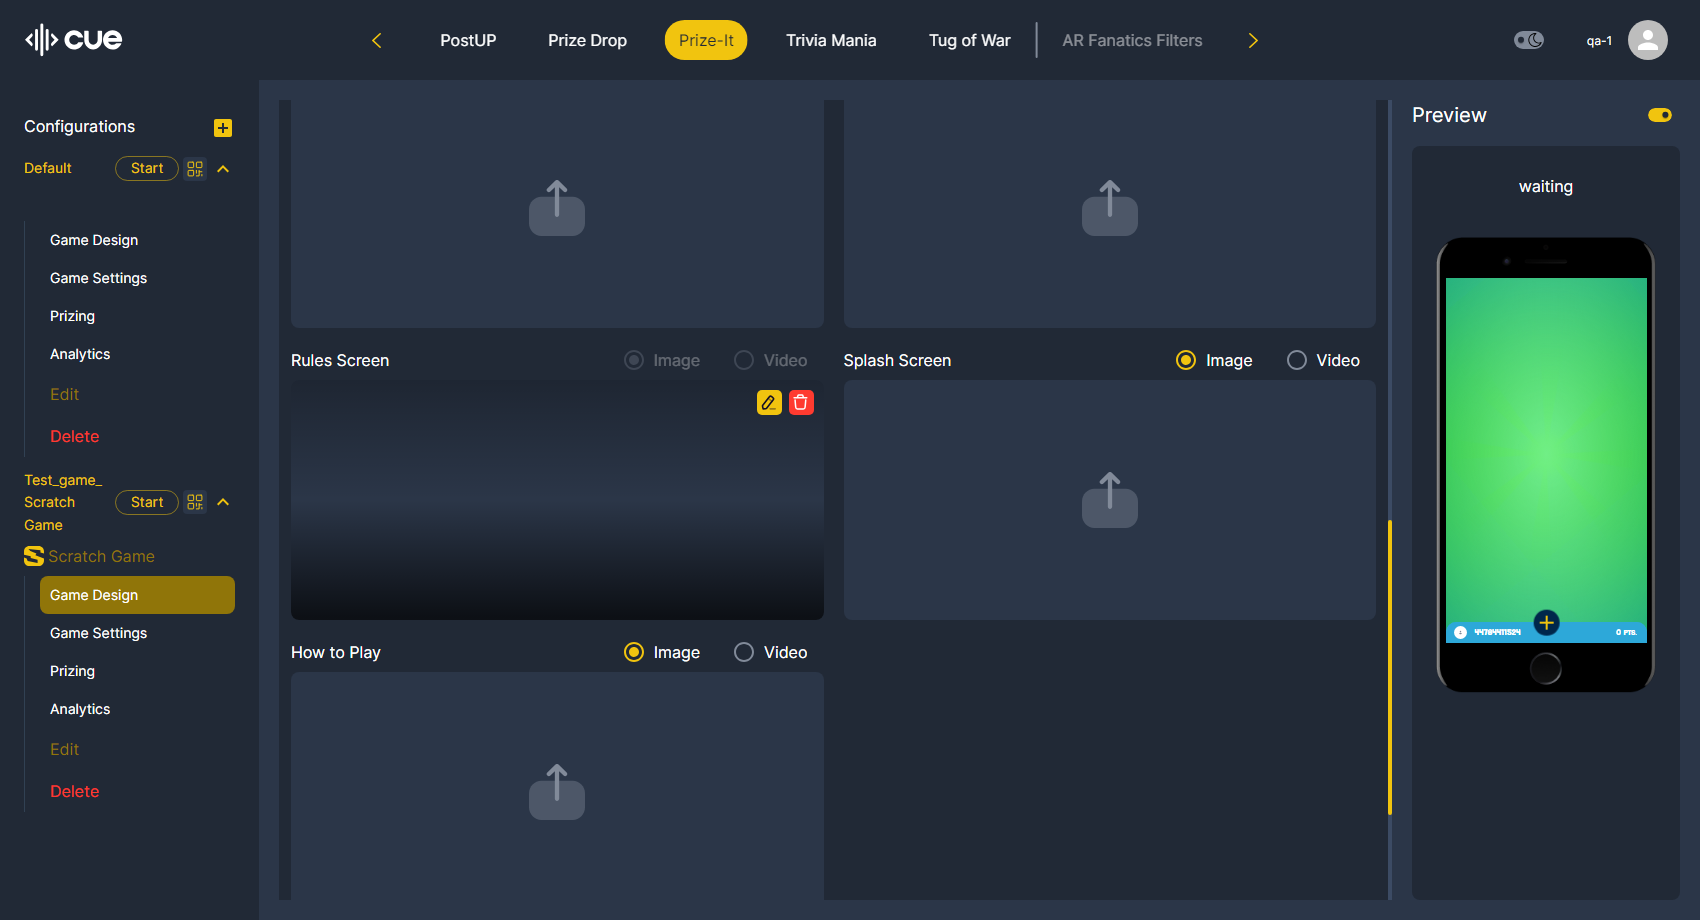 cue
PostUP
Prize Drop
Prize-It
Trivia Mania
Tug of War
AR Fanatics Filters
qa-1
Configurations
Default
Start
Game Design
Game Settings
Prizing
Analytics
Edit
Delete
Test_game_
Scratch
Game
Start
Scratch Game
Game Design
Game Settings
Prizing
Analytics
Edit
Delete
Rules Screen
Image
Video
Splash Screen
Image
Video
How to Play
Image
Video
Preview
waiting
0 PTS.